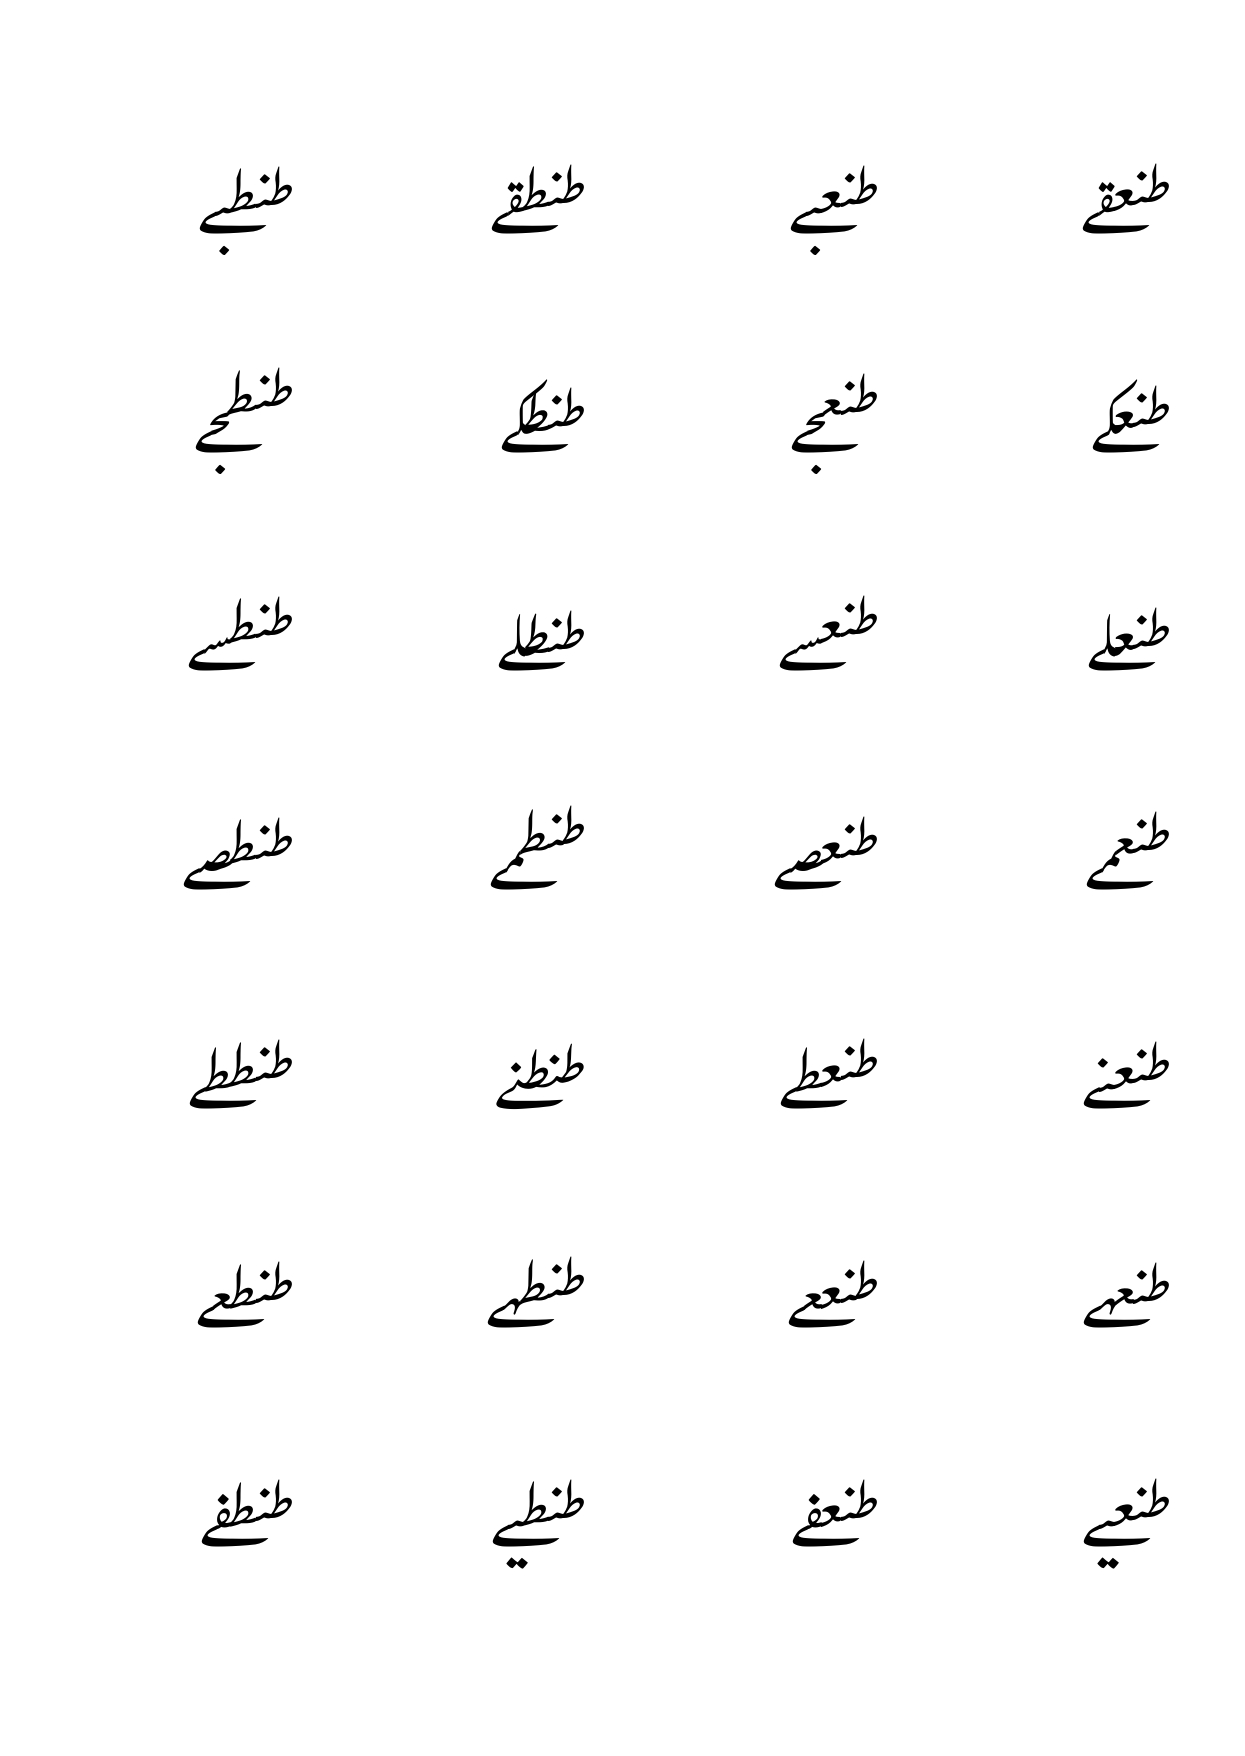 طنعقے طنعبے طنطقے طنطبے
طنعکے طنعجے طنطکے طنطجے
طنعلے طنعسے طنطلے طنطسے
طنعمے طنعصے طنطمے طنطصے
طنعنے طنعطے طنطنے طنططے
طنعہے طنععے طنطہے طنطعے
طنعیے طنعفے طنطیے طنطفے